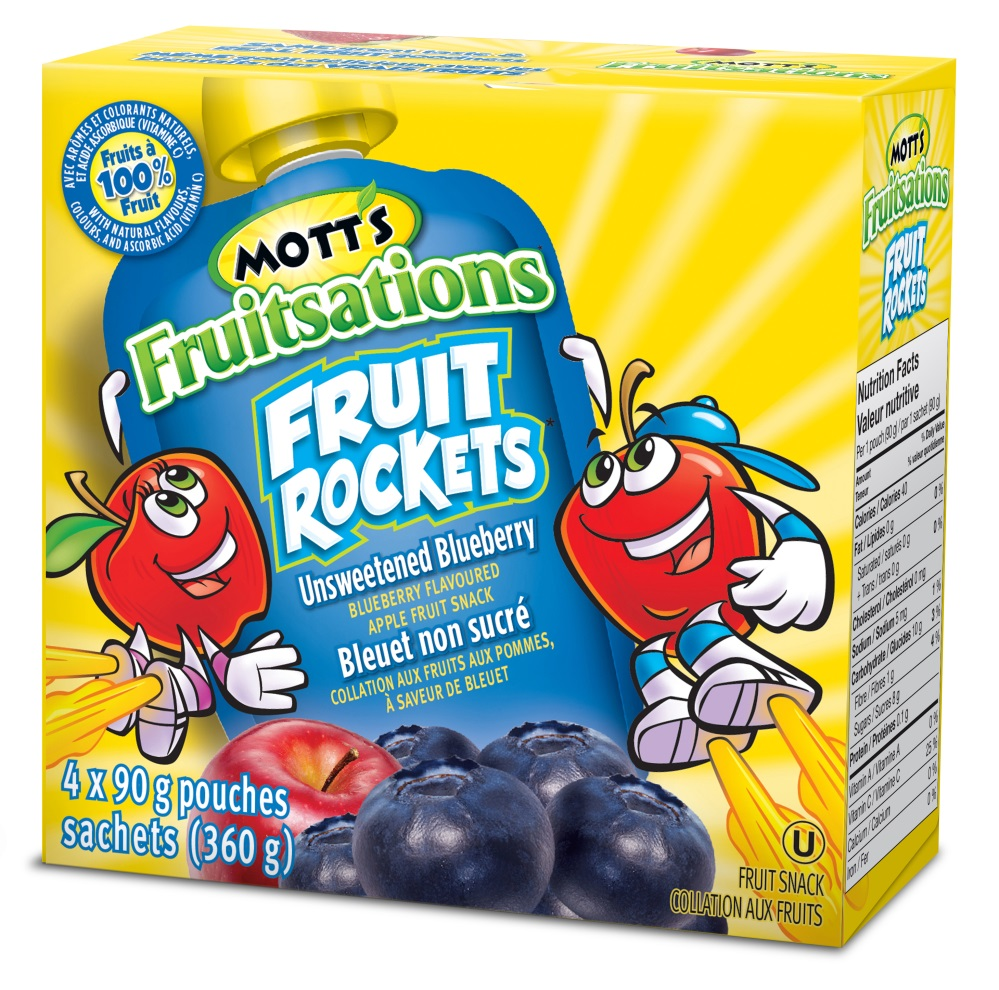 MOTT'S
Fruitsations
AVEC ARÔMES ET COLORANTS NATURELS,
ET ACIDE ASCORBIQUE (VITAMINE C)
Fruits à
100%
Fruit
WITH NATURAL FLAVOURS,
COLOURS, AND ASCORBIC ACID (VITAMIN C)
MOTT'S
Fruitsations*
FRUIT
ROCKETS*
Unsweetened Blueberry
BLUEBERRY FLAVOURED
APPLE FRUIT SNACK
Bleuet non sucré
COLLATION AUX FRUITS AUX POMMES,
À SAVEUR DE BLEUET
4 x 90 g pouches
sachets (360 g)
U
FRUIT SNACK
COLLATION AUX FRUITS
MOTT'S
Fruitsations
FRUIT
ROCKETS
Nutrition Facts
Valeur nutritive
Per 1 pouch (90 g) / par 1 sachet (90 g)
Amount % Daily Value
Teneur % valeur quotidienne
Calories / Calories 40
Fat / Lipides 0 g 0 %
Saturated / saturés 0 g
+ Trans / trans 0 g 0 %
Cholesterol / Cholestérol 0 mg
Sodium / Sodium 5 mg 1 %
Carbohydrate / Glucides 10 g 3 %
Fibre / Fibres 1 g 4 %
Sugars / Sucres 8 g
Protein / Protéines 0.1 g
Vitamin A / Vitamine A 0 %
Vitamin C / Vitamine C 25 %
Calcium / Calcium 0 %
Iron / Fer 0 %